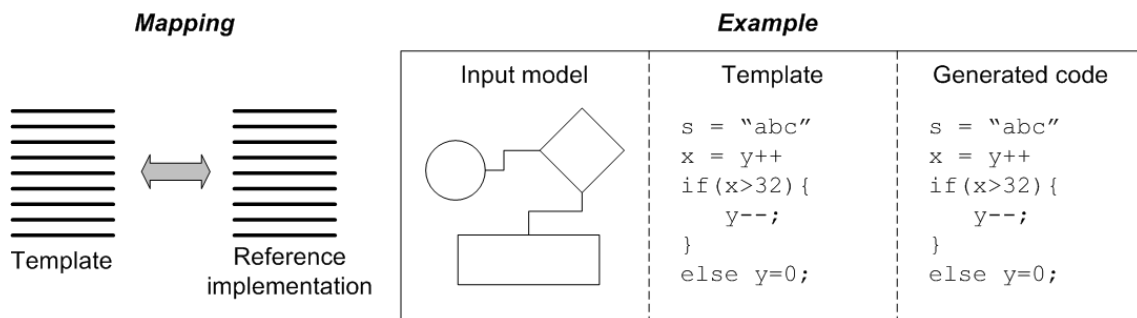 Mapping
Template
Reference
implementation
Example
Input model
Template
s = “abc”
x = y++
if(x>32){
   y--;
}
else y=0;
Generated code
s = “abc”
x = y++
if(x>32){
   y--;
}
else y=0;